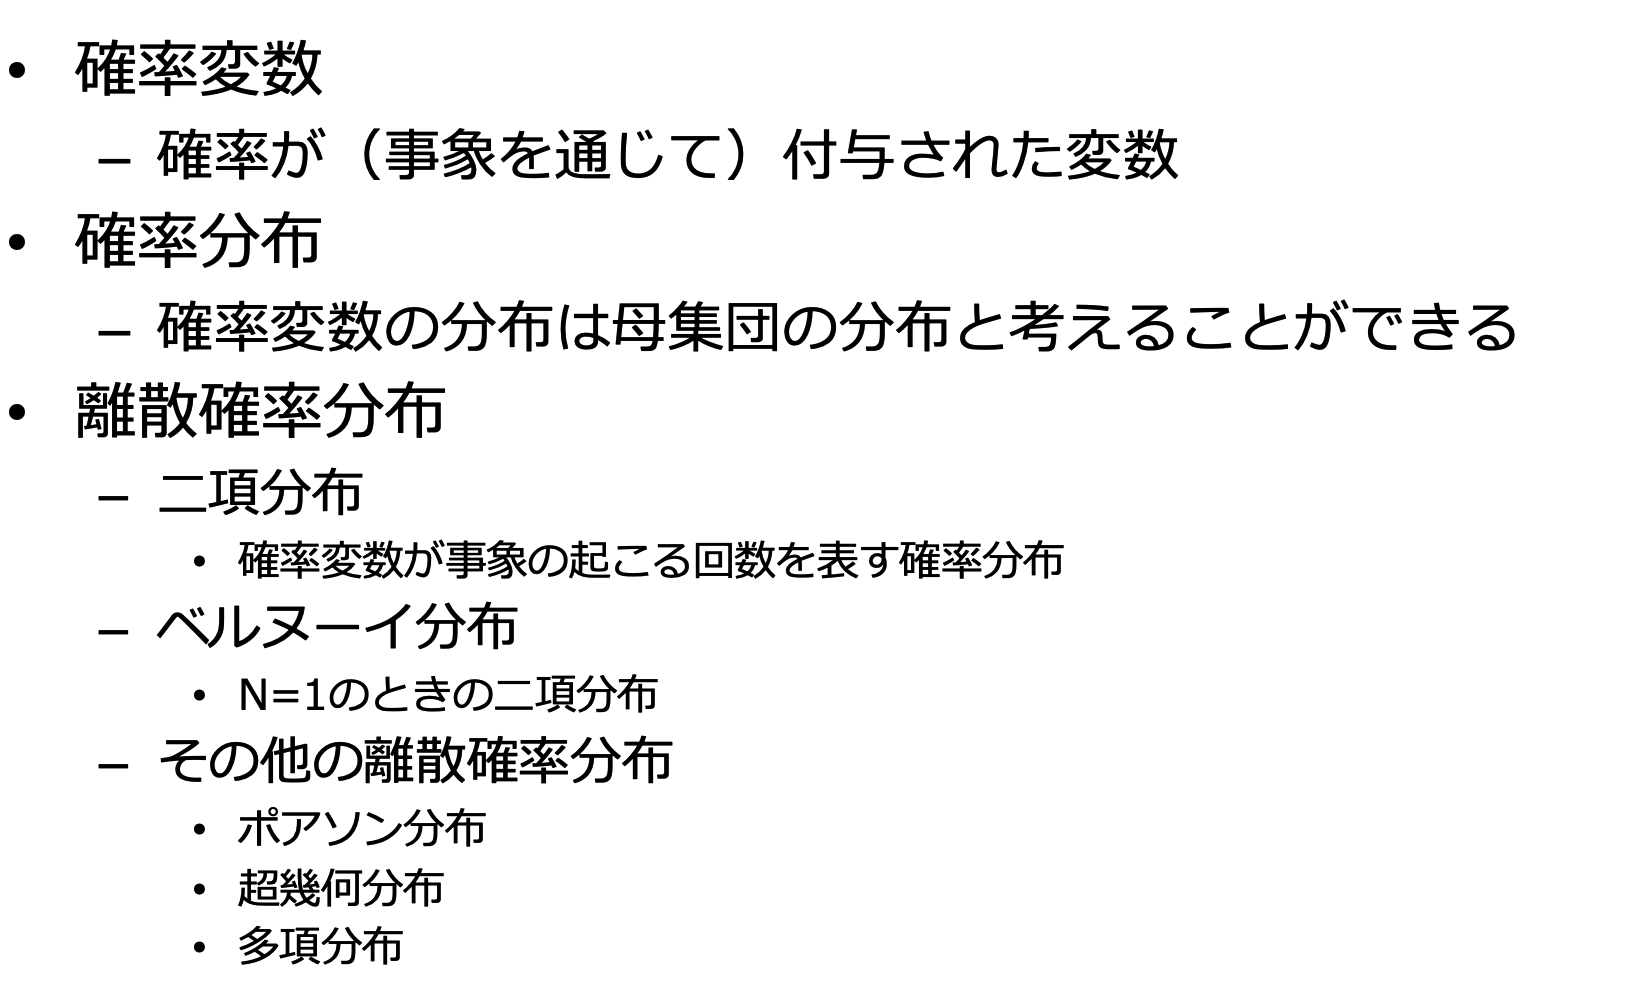 • 確率変数
– 確率が（事象を通じて）付与された変数
• 確率分布
– 確率変数の分布は母集団の分布と考えることができる
• 離散確率分布
– 二項分布
• 確率変数が事象の起こる回数を表す確率分布
– ベルヌーイ分布
• N=1のときの二項分布
– その他の離散確率分布
• ポアソン分布
• 超幾何分布
• 多項分布